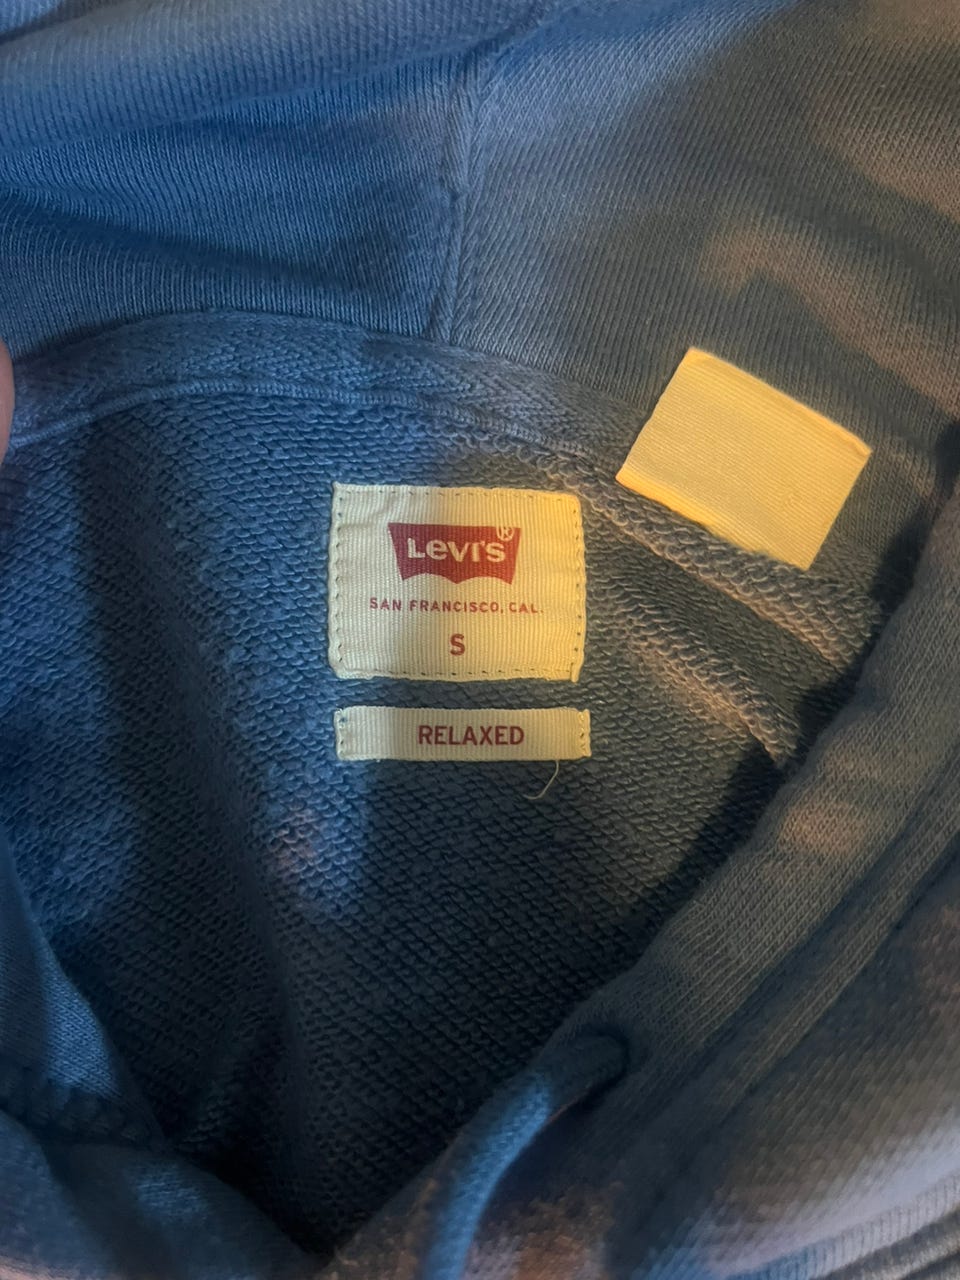 Levi's®
SAN FRANCISCO, CAL.
S
RELAXED